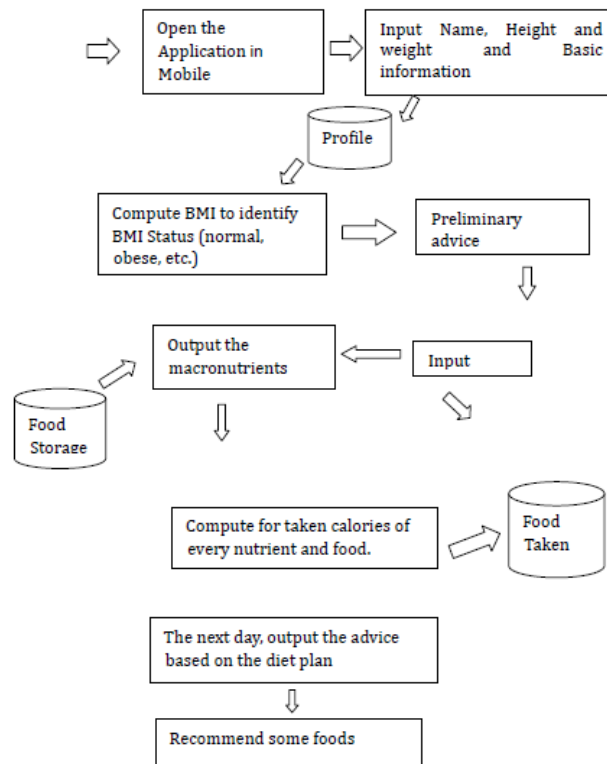 Open the
Application in
Mobile
Input Name, Height and
weight and Basic
information
Profile
Compute BMI to identify
BMI Status (normal,
obese, etc.)
Preliminary
advice
Output the
macronutrients
Input
Food
Storage
Compute for taken calories of
every nutrient and food.
Food
Taken
The next day, output the advice
based on the diet plan
Recommend some foods